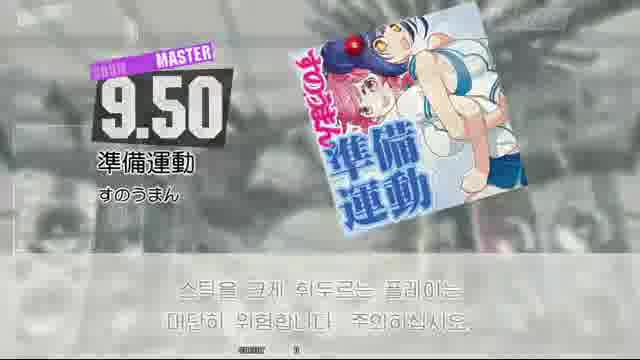 MASTER
9.50
準備運動
すのうまん
すのうまん
準備
運動
스틱을 크게 휘두르는 플레이는
대단히 위험합니다. 주의하십시오.